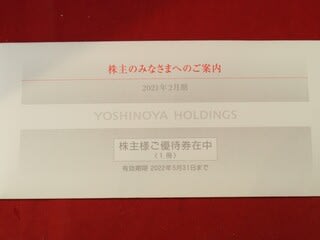 株主のみなさまへのご案内
2021年2月期
YOSHINOYA HOLDINGS
株主様ご優待券在中
(1冊)
有効期限 2022年5月31日まで